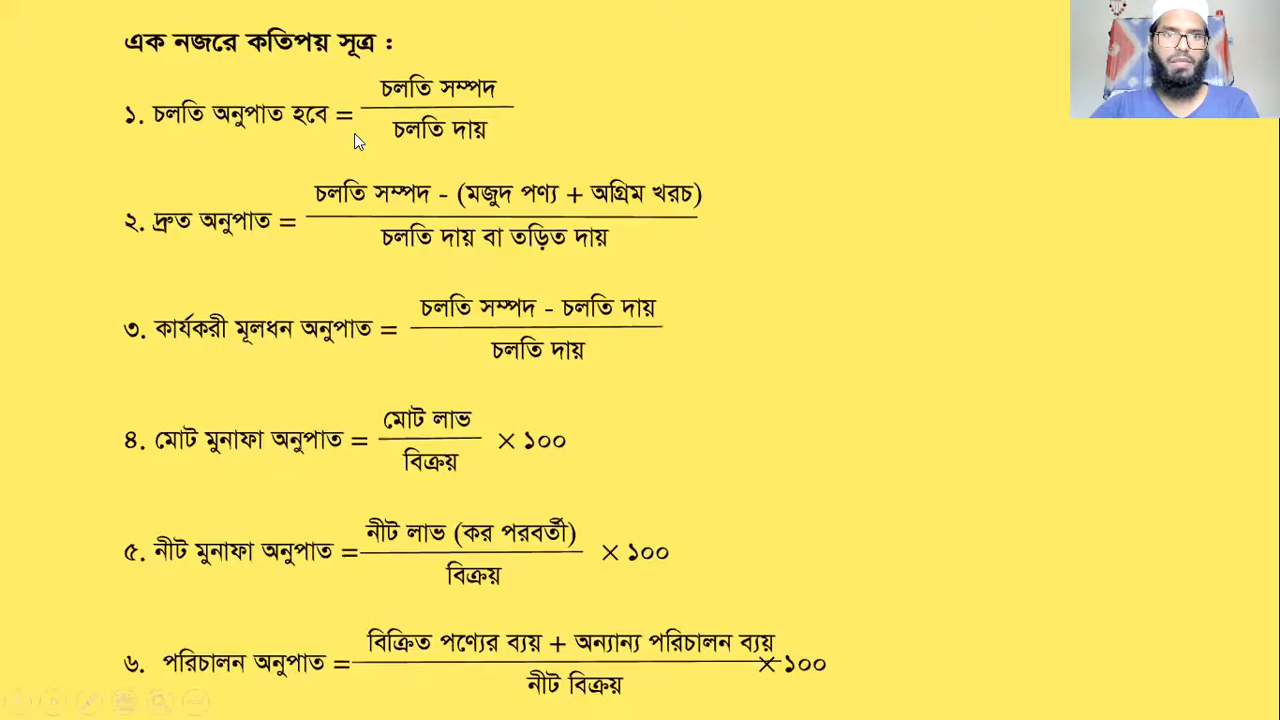 এক নজরে কতিপয় সূত্র :
চলতি সম্পদ
১. চলতি অনুপাত হবে =
চলতি দায়
চলতি সম্পদ - (মজুদ পণ্য + অগ্রিম খরচ)
২. দ্রুত অনুপাত =
চলতি দায় বা তড়িত দায়
চলতি সম্পদ - চলতি দায়
৩. কার্যকরী মূলধন অনুপাত =
চলতি দায়
মোট লাভ
৪. মোট মুনাফা অনুপাত = × ১০০
বিক্রয়
নীট লাভ (কর পরবর্তী)
৫. নীট মুনাফা অনুপাত = × ১০০
বিক্রয়
বিক্রিত পণ্যের ব্যয় + অন্যান্য পরিচালন ব্যয়
৬. পরিচালন অনুপাত = × ১০০
নীট বিক্রয়